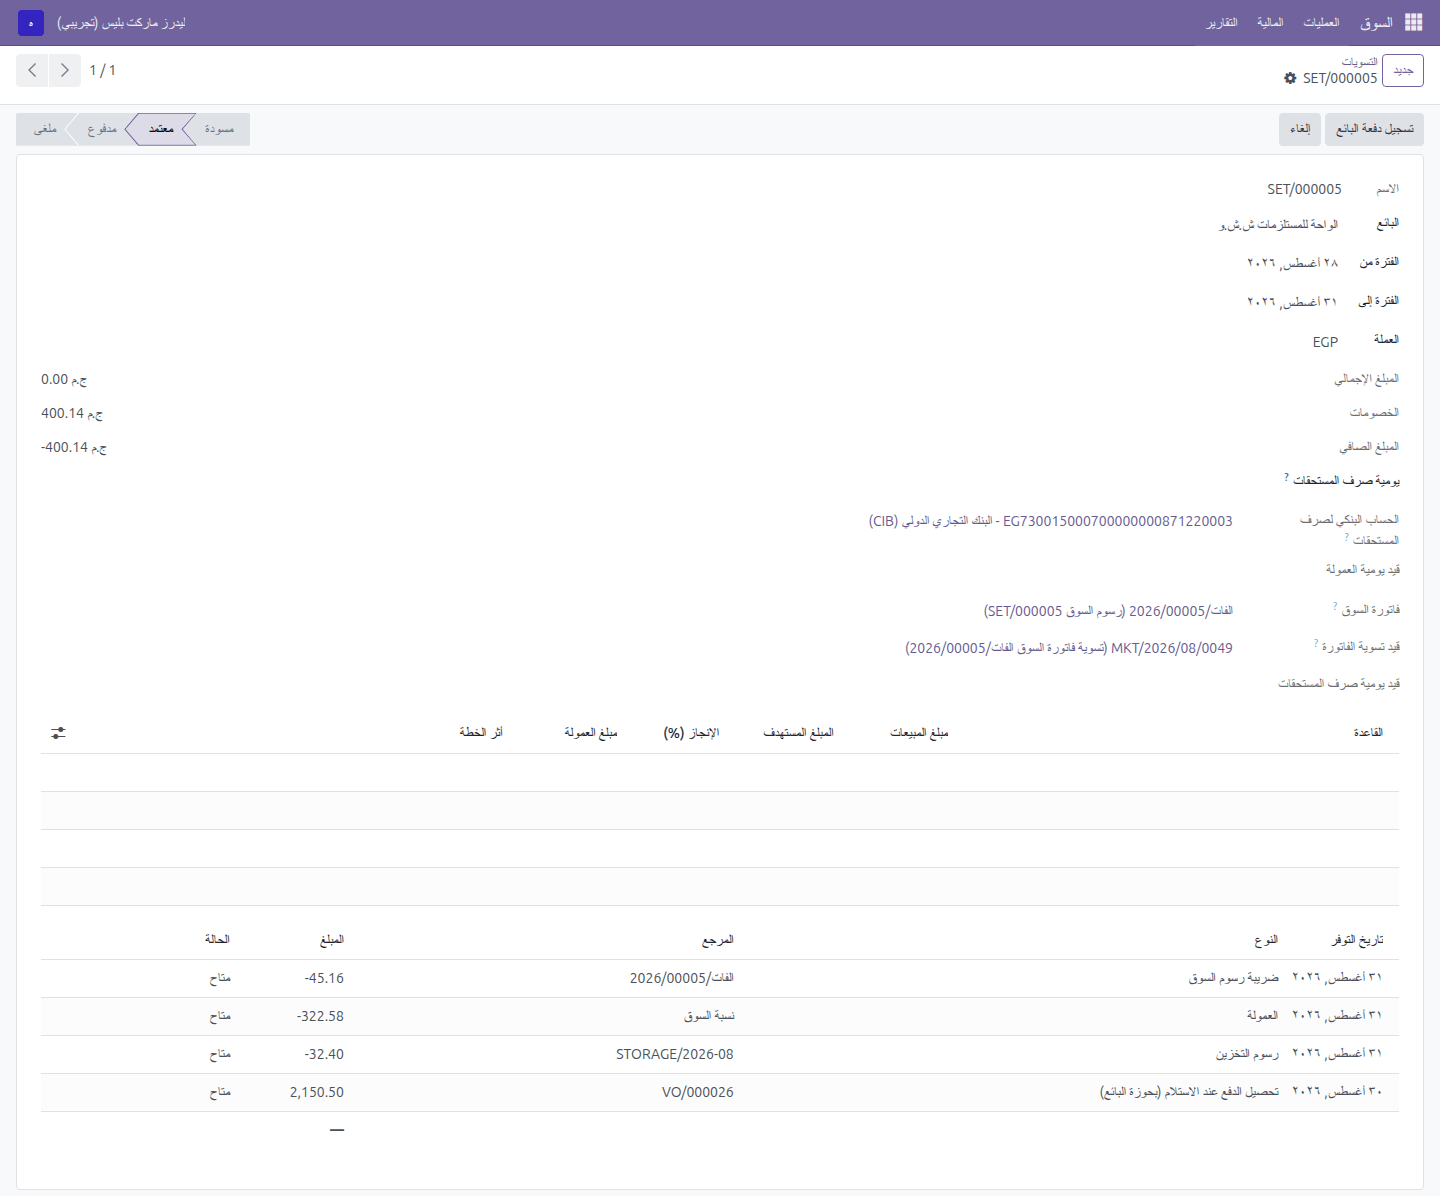 السوق العمليات المالية التقارير
ليدرز ماركت بليس (تجريبي) ه
جديد
التسويات
SET/000005
1 / 1
تسجيل دفعة البائع إلغاء
مسودة معتمد مدفوع ملغى
الاسم SET/000005
البائع الواحة للمستلزمات ش.ش.و
الفترة من ٢٨ أغسطس, ٢٠٢٦
الفترة إلى ٣١ أغسطس, ٢٠٢٦
العملة EGP
المبلغ الإجمالي 0.00 ج.م
الخصومات 400.14 ج.م
المبلغ الصافي -400.14 ج.م
يومية صرف المستحقات ?
الحساب البنكي لصرف المستحقات ? EG730015000700000000871220003 - البنك التجاري الدولي (CIB)
قيد يومية العمولة
فاتورة السوق ? الفات/2026/00005 (رسوم السوق SET/000005)
قيد تسوية الفاتورة ? MKT/2026/08/0049 (تسوية فاتورة السوق الفات/2026/00005)
قيد يومية صرف المستحقات
القاعدة مبلغ المبيعات المبلغ المستهدف الإنجاز (%) مبلغ العمولة أثر الخطة
تاريخ التوفر النوع المرجع المبلغ الحالة
٣١ أغسطس, ٢٠٢٦ ضريبة رسوم السوق الفات/2026/00005 -45.16 متاح
٣١ أغسطس, ٢٠٢٦ العمولة نسبة السوق -322.58 متاح
٣١ أغسطس, ٢٠٢٦ رسوم التخزين STORAGE/2026-08 -32.40 متاح
٣٠ أغسطس, ٢٠٢٦ تحصيل الدفع عند الاستلام (بحوزة البائع) VO/000026 2,150.50 متاح
—